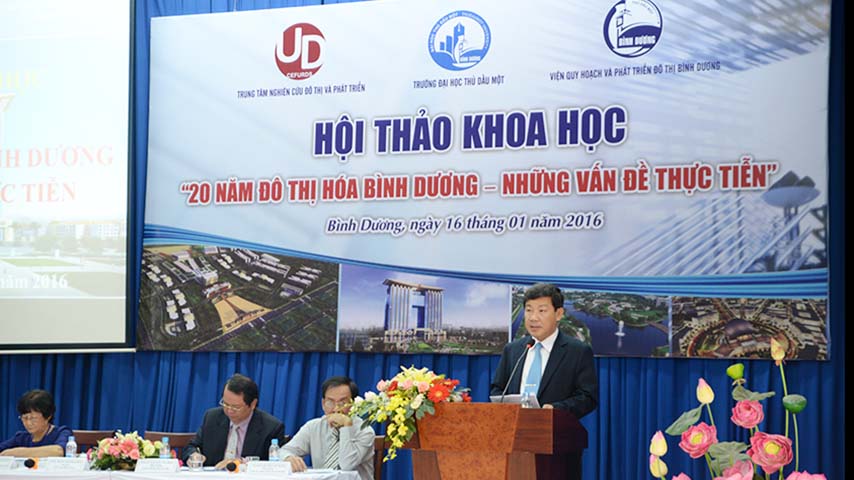 UD
CEFURDS
BÌNH DƯƠNG
TRUNG TÂM NGHIÊN CỨU ĐÔ THỊ VÀ PHÁT TRIỂN
TRƯỜNG ĐẠI HỌC THỦ DẦU MỘT
VIỆN QUY HOẠCH VÀ PHÁT TRIỂN ĐÔ THỊ BÌNH DƯƠNG
HỘI THẢO KHOA HỌC
“20 NĂM ĐÔ THỊ HÓA BÌNH DƯƠNG – NHỮNG VẤN ĐỀ THỰC TIỄN”
Bình Dương, ngày 16 tháng 01 năm 2016
HỌC
NH DƯƠNG
ỰC TIỄN
năm 2016